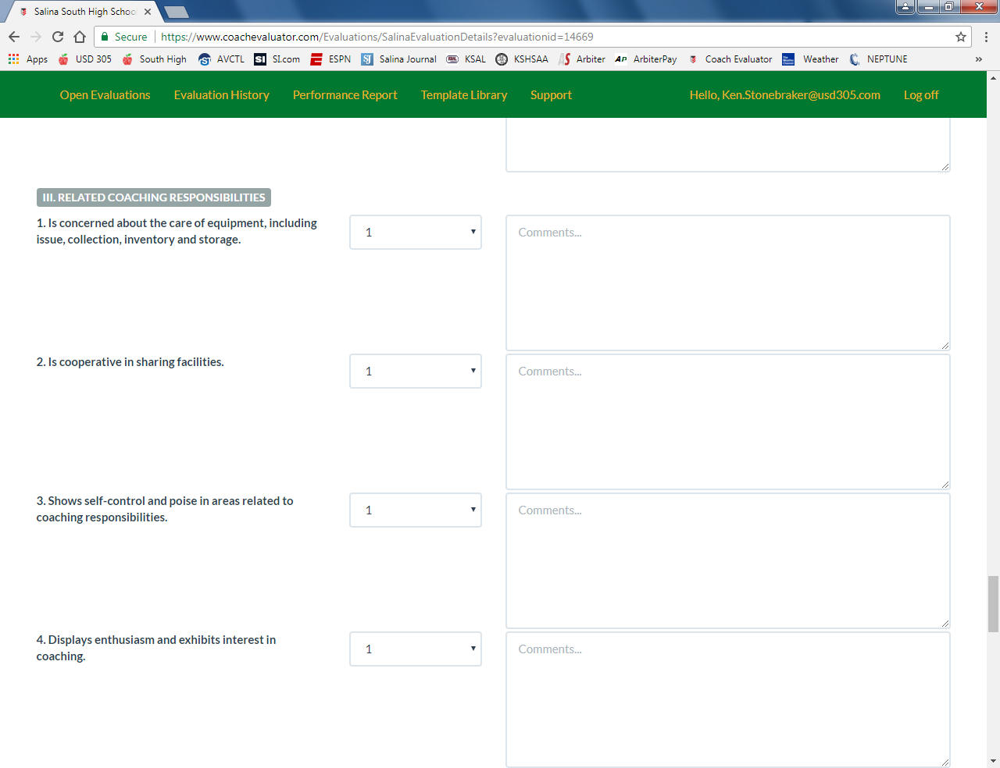 Salina South High Schoo
Secure
https://www.coachevaluator.com/Evaluations/SalinaEvaluationDetails?evaluationid=14669
Apps USD 305 South High AVCTL SI SI.com ESPN SJ Salina Journal KSAL KSHSAA Arbiter AP ArbiterPay Coach Evaluator Weather NEPTUNE »
Open Evaluations Evaluation History Performance Report Template Library Support Hello, Ken.Stonebraker@usd305.com Log off
III. RELATED COACHING RESPONSIBILITIES
1. Is concerned about the care of equipment, including
issue, collection, inventory and storage.
1
Comments...
2. Is cooperative in sharing facilities.
1
Comments...
3. Shows self-control and poise in areas related to
coaching responsibilities.
1
Comments...
4. Displays enthusiasm and exhibits interest in
coaching.
1
Comments...